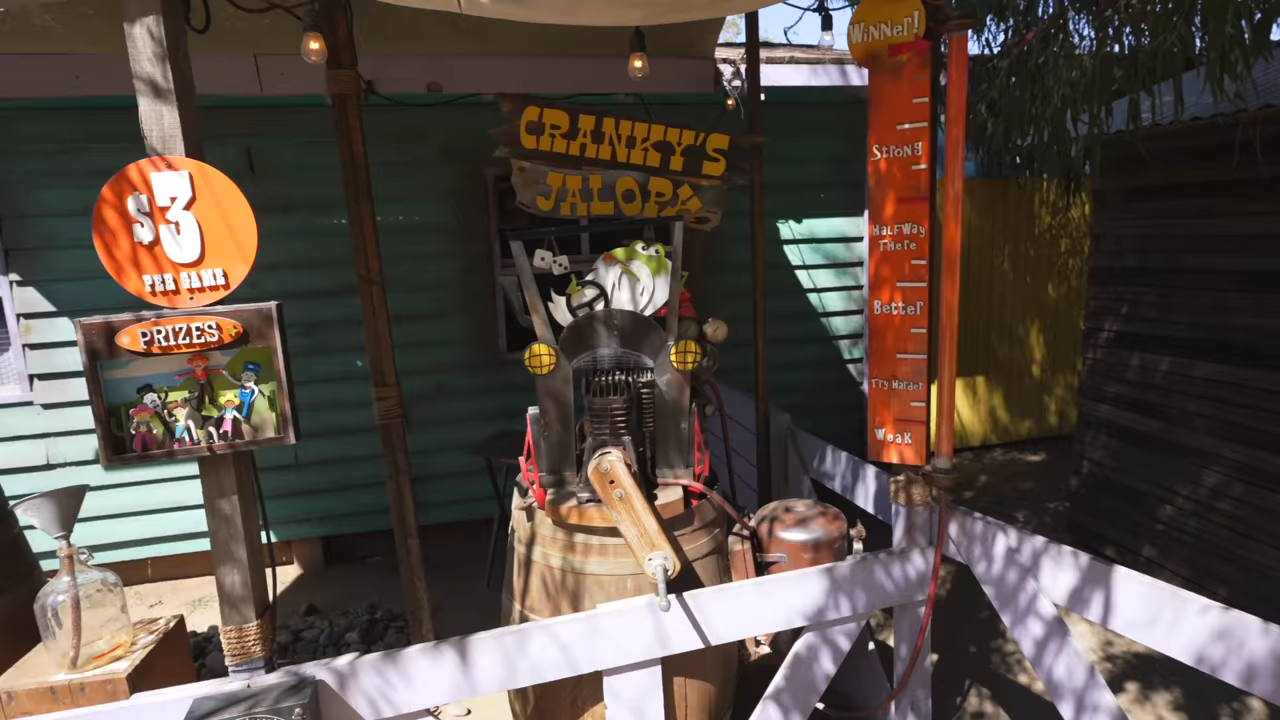 $3
PER GAME
PRIZES
CRANKY'S
JALOPY
WiNNer!
StroNg
HaLFWay
THere
Better
Try Harder
Weak